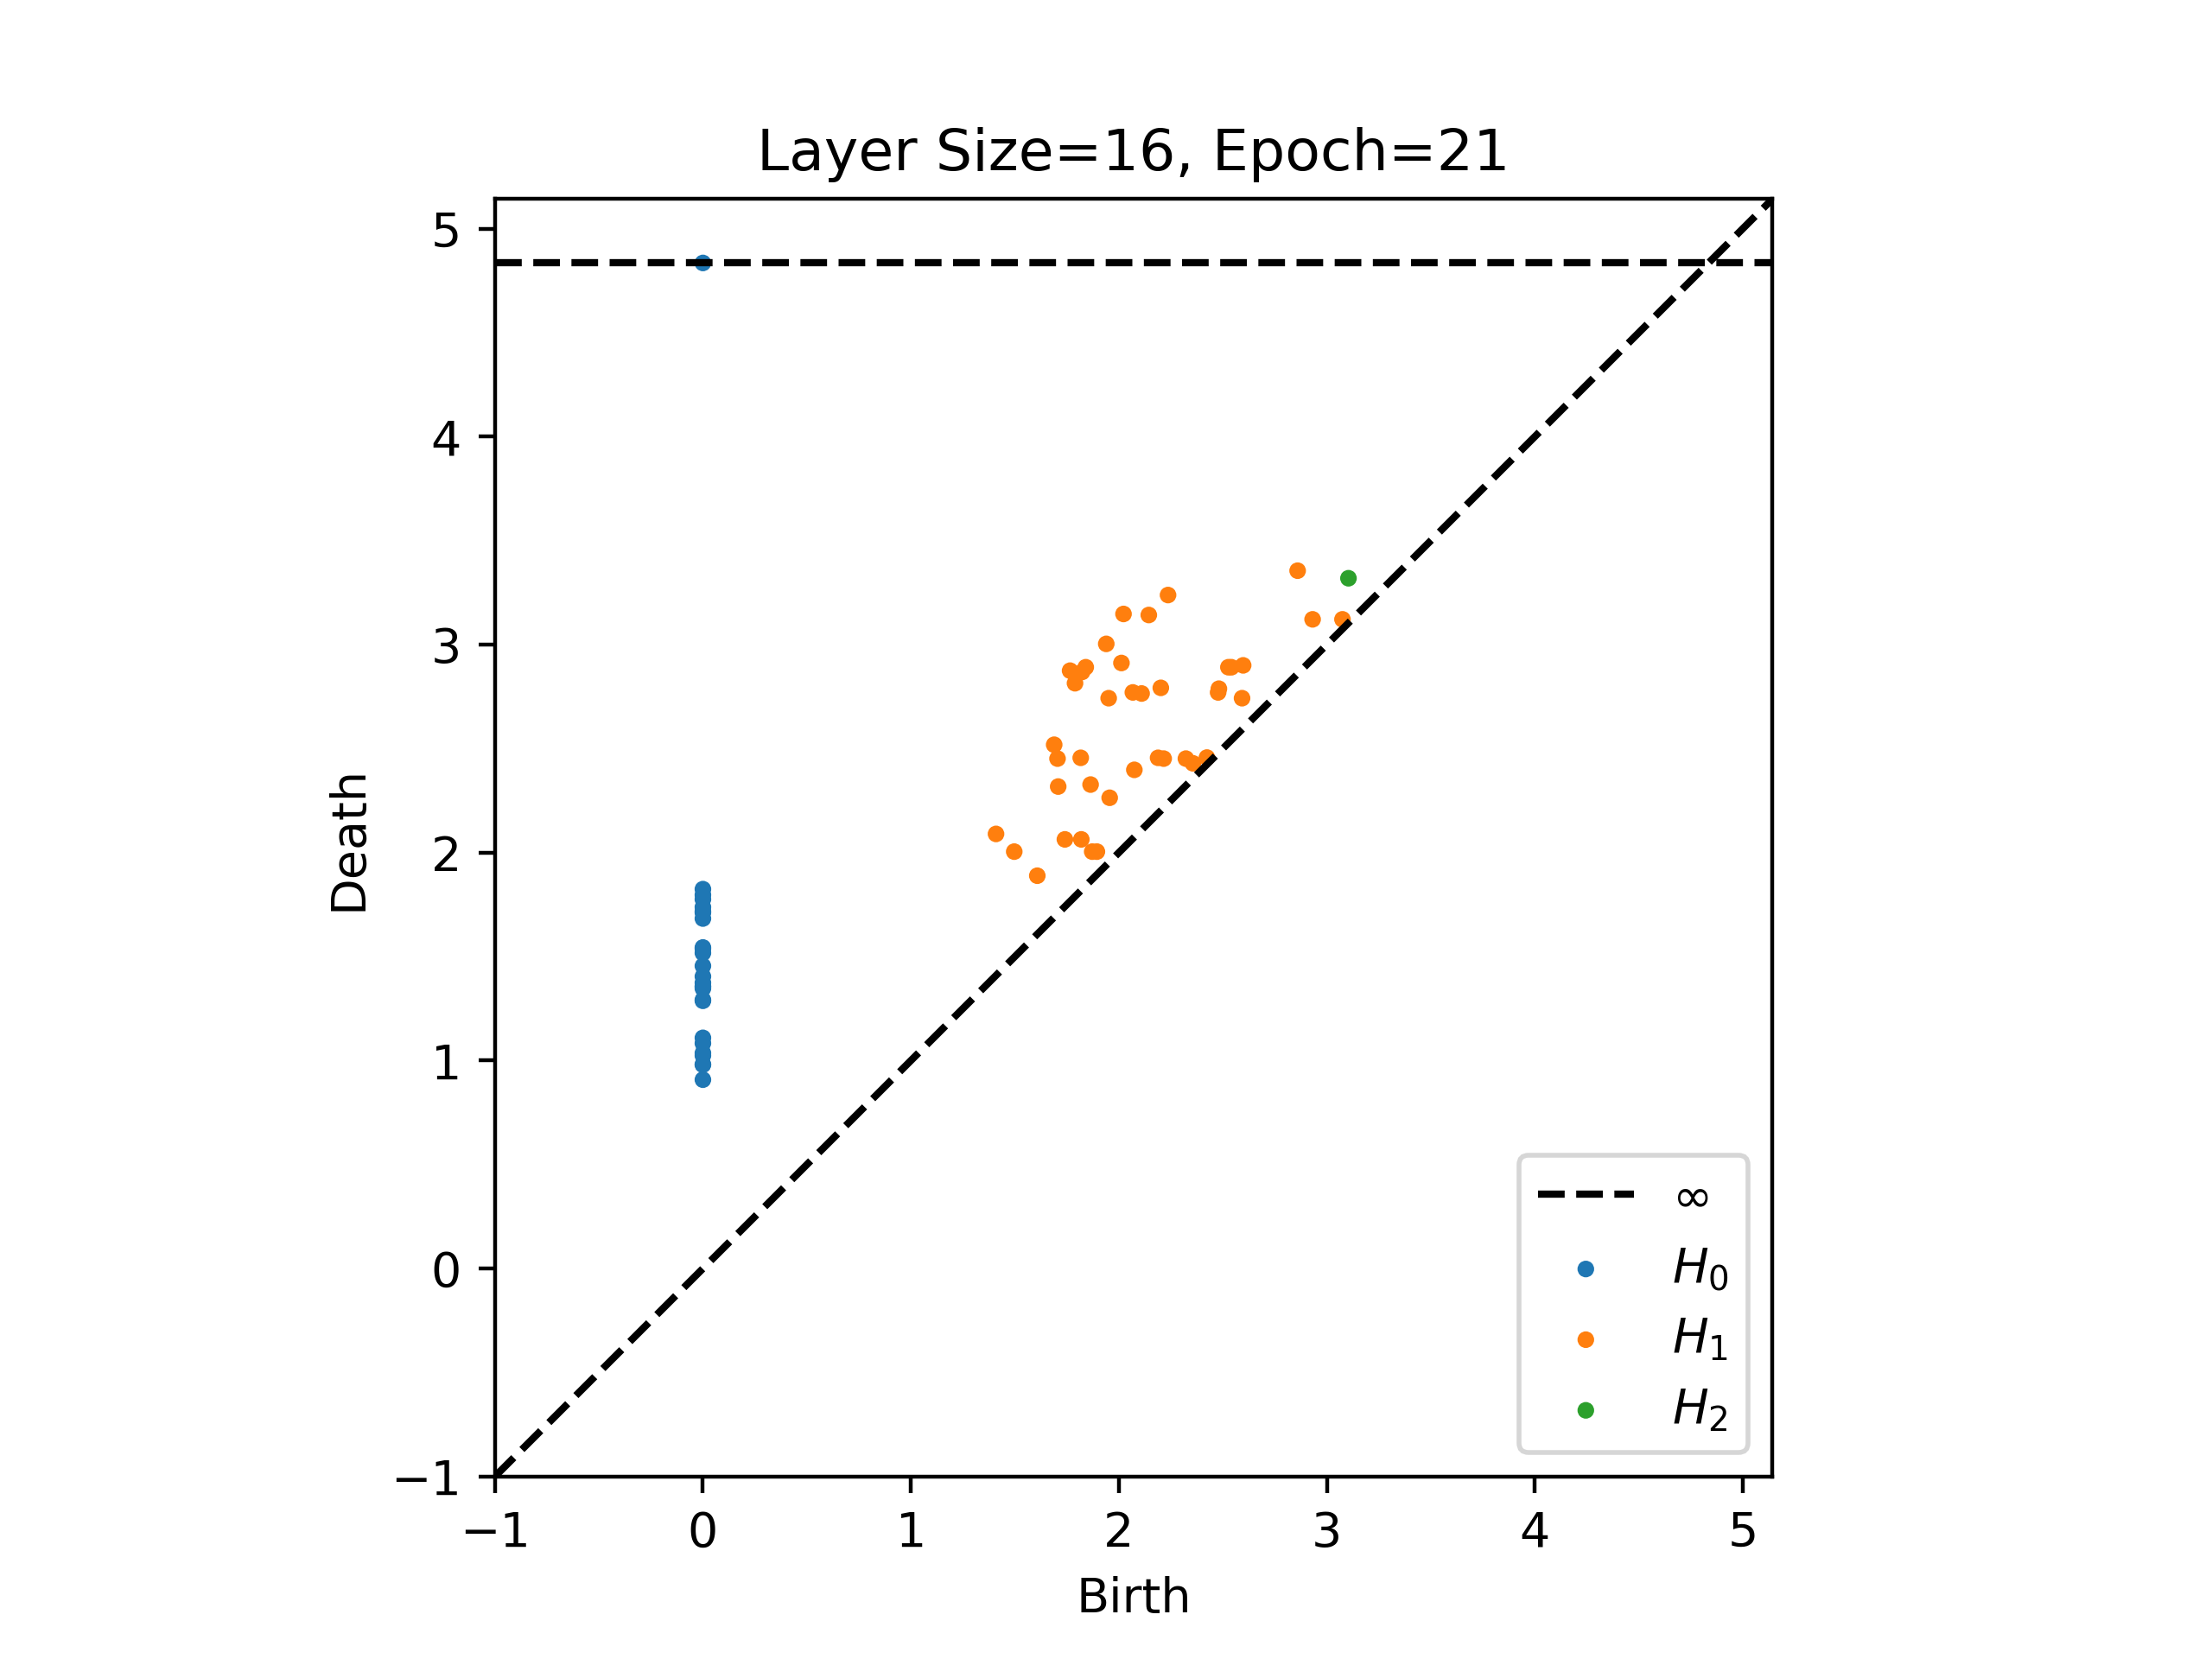 Layer Size=16, Epoch=21
5
4
3
2
1
0
−1
Death
−1 0 1 2 3 4 5
Birth
∞
H₀
H₁
H₂